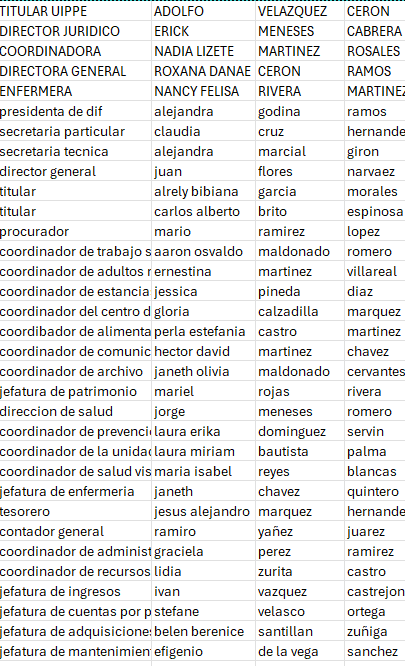 TITULAR UIPPE ADOLFO VELAZQUEZ CERON
DIRECTOR JURIDICO ERICK MENESES CABRERA
COORDINADORA NADIA LIZETE MARTINEZ ROSALES
DIRECTORA GENERAL ROXANA DANAE CERON RAMOS
ENFERMERA NANCY FELISA RIVERA MARTINEZ
presidenta de dif alejandra godina ramos
secretaria particular claudia cruz hernande
secretaria tecnica alejandra marcial giron
director general juan flores narvaez
titular alrely bibiana garcia morales
titular carlos alberto brito espinosa
procurador mario ramirez lopez
coordinador de trabajo s aaron osvaldo maldonado romero
coordinador de adultos r ernestina martinez villareal
coordinador de estancia jessica pineda diaz
coordinador del centro d gloria calzadilla marquez
coordibador de alimenta perla estefania castro martinez
coordinador de comunic hector david martinez chavez
coordinador de archivo janeth olivia maldonado cervantes
jefatura de patrimonio mariel rojas rivera
direccion de salud jorge meneses romero
coordinador de prevenci laura erika dominguez servin
coordinador de la unidad laura miriam bautista palma
coordinador de salud vis maria isabel reyes blancas
jefatura de enfermeria janeth chavez quintero
tesorero jesus alejandro marquez hernande
contador general ramiro yañez juarez
coordinador de administ graciela perez ramirez
coordinador de recursos lidia zurita castro
jefatura de ingresos ivan vazquez castrejon
jefatura de cuentas por p stefane velasco ortega
jefatura de adquisiciones belen berenice santillan zuñiga
jefatura de mantenimien efigenio de la vega sanchez